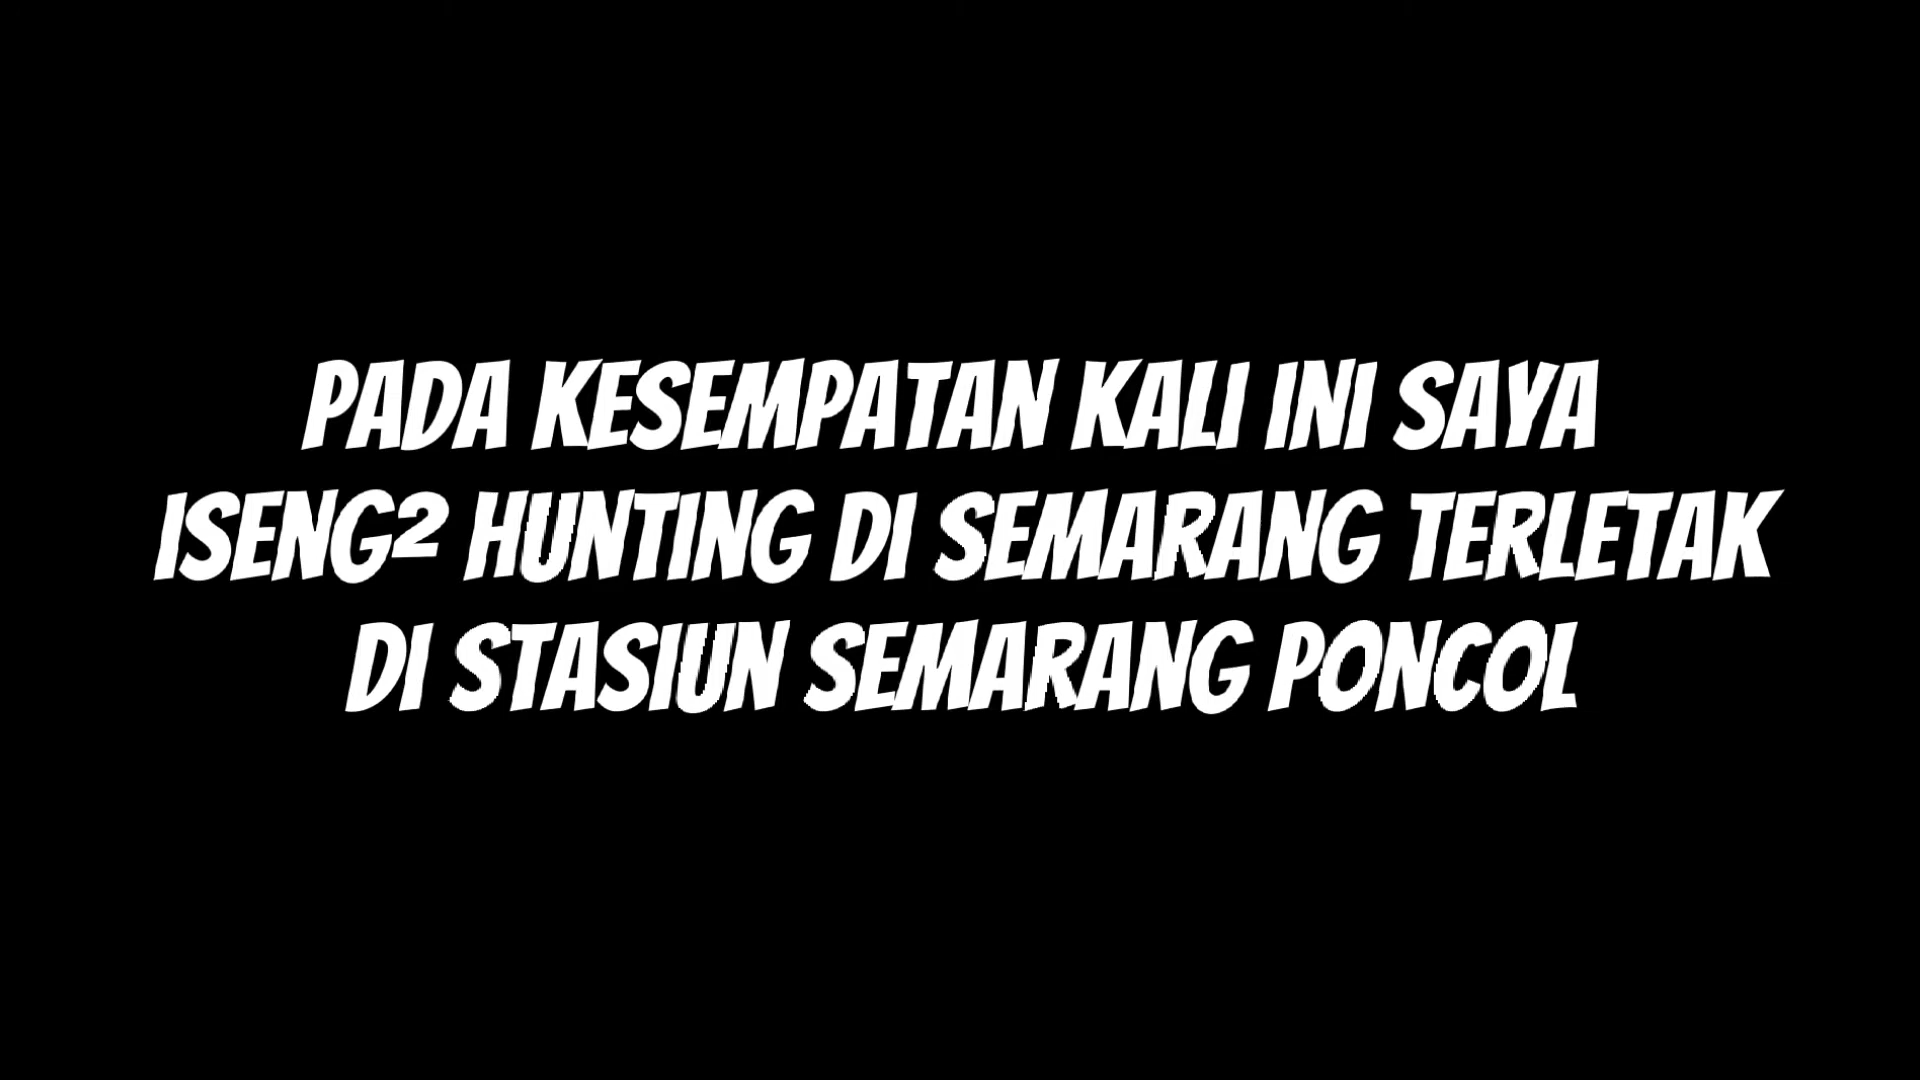 PADA KESEMPATAN KALI INI SAYA
ISENG2 HUNTING DI SEMARANG TERLETAK
DI STASIUN SEMARANG PONCOL